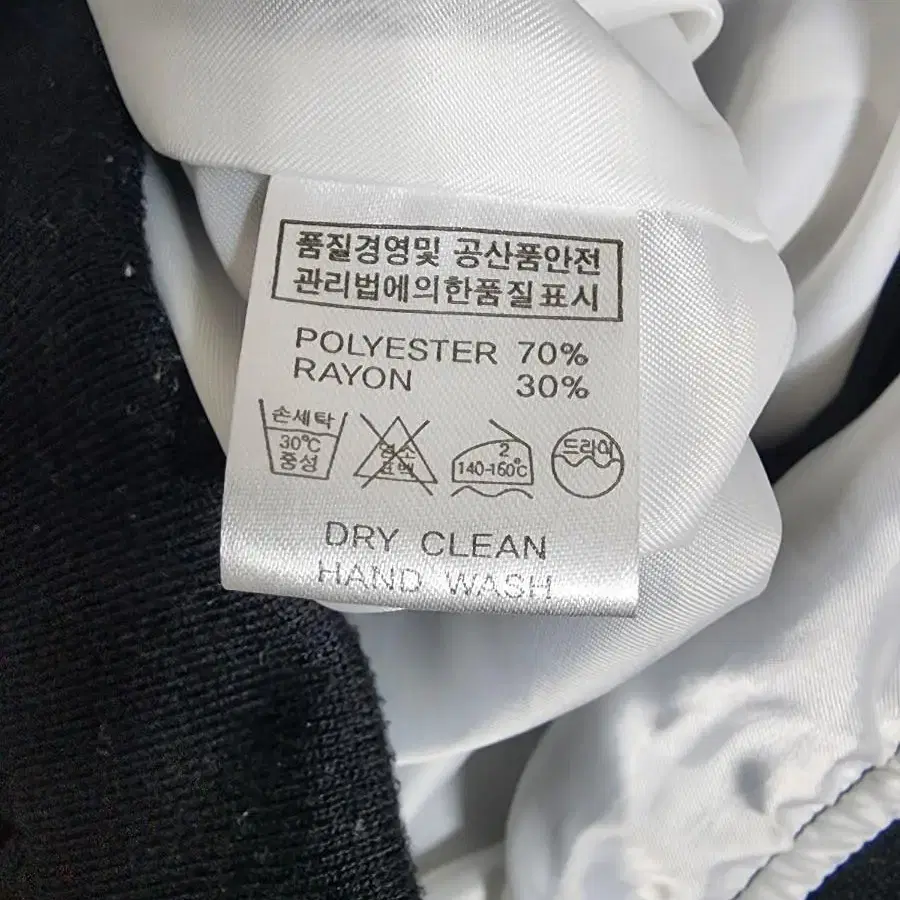 품질경영및 공산품안전
관리법에의한품질표시
POLYESTER 70%
RAYON 30%
손세탁
30℃
중성
염소
표백
2
140-160℃
드라이
DRY CLEAN
HAND WASH